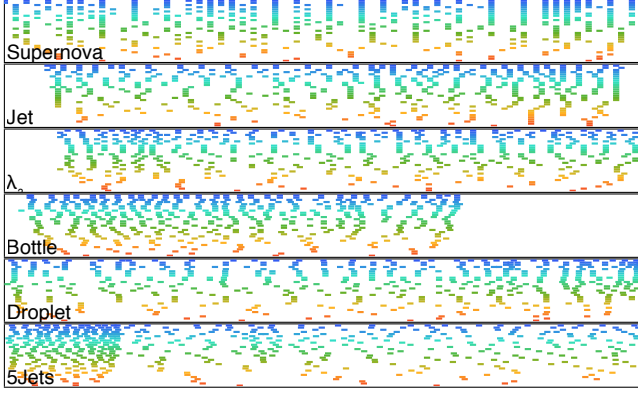 Supernova
Jet
λ₂
Bottle
Droplet
5Jets